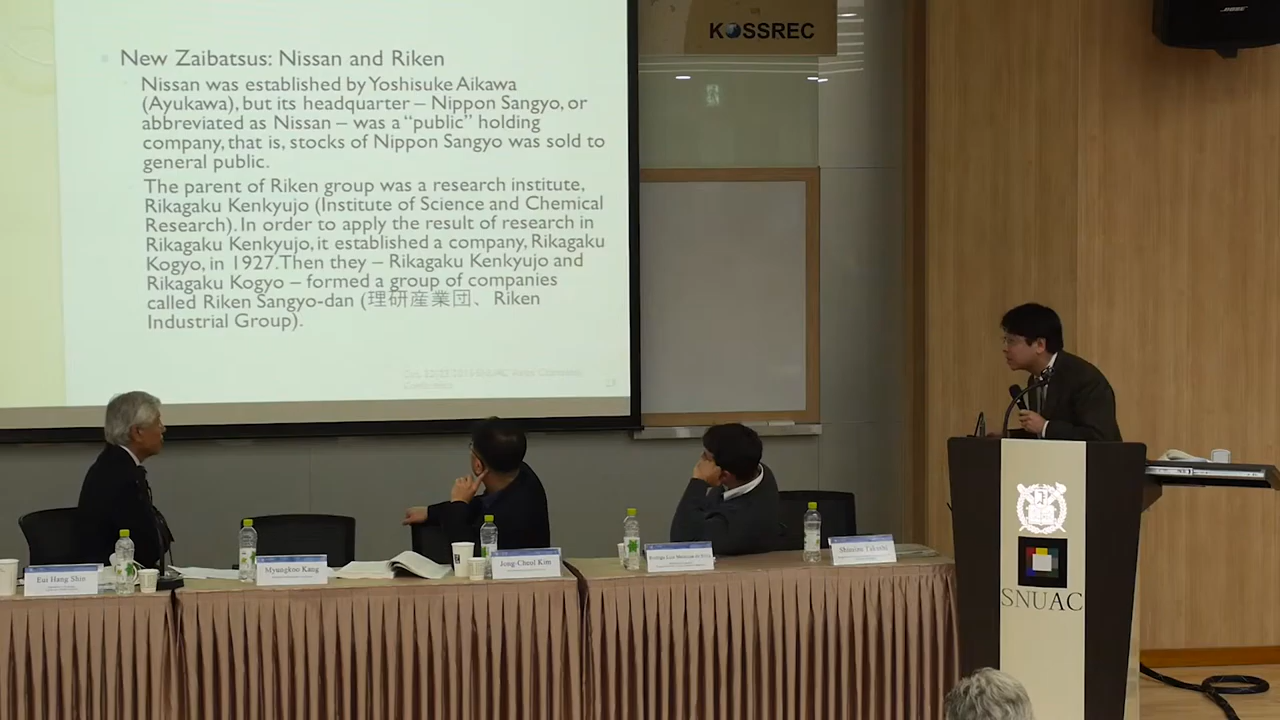 KOSSREC
BOSE
New Zaibatsus: Nissan and Riken
Nissan was established by Yoshisuke Aikawa
(Ayukawa), but its headquarter – Nippon Sangyo, or
abbreviated as Nissan – was a “public” holding
company, that is, stocks of Nippon Sangyo was sold to
general public.
The parent of Riken group was a research institute,
Rikagaku Kenkyujo (Institute of Science and Chemical
Research). In order to apply the result of research in
Rikagaku Kenkyujo, it established a company, Rikagaku
Kogyo, in 1927. Then they – Rikagaku Kenkyujo and
Rikagaku Kogyo – formed a group of companies
called Riken Sangyo-dan (理研産業団、Riken
Industrial Group).
Eui Hang Shin
Myungkoo Kang
Jong-Cheol Kim
Shinzou Takashi
SNUAC